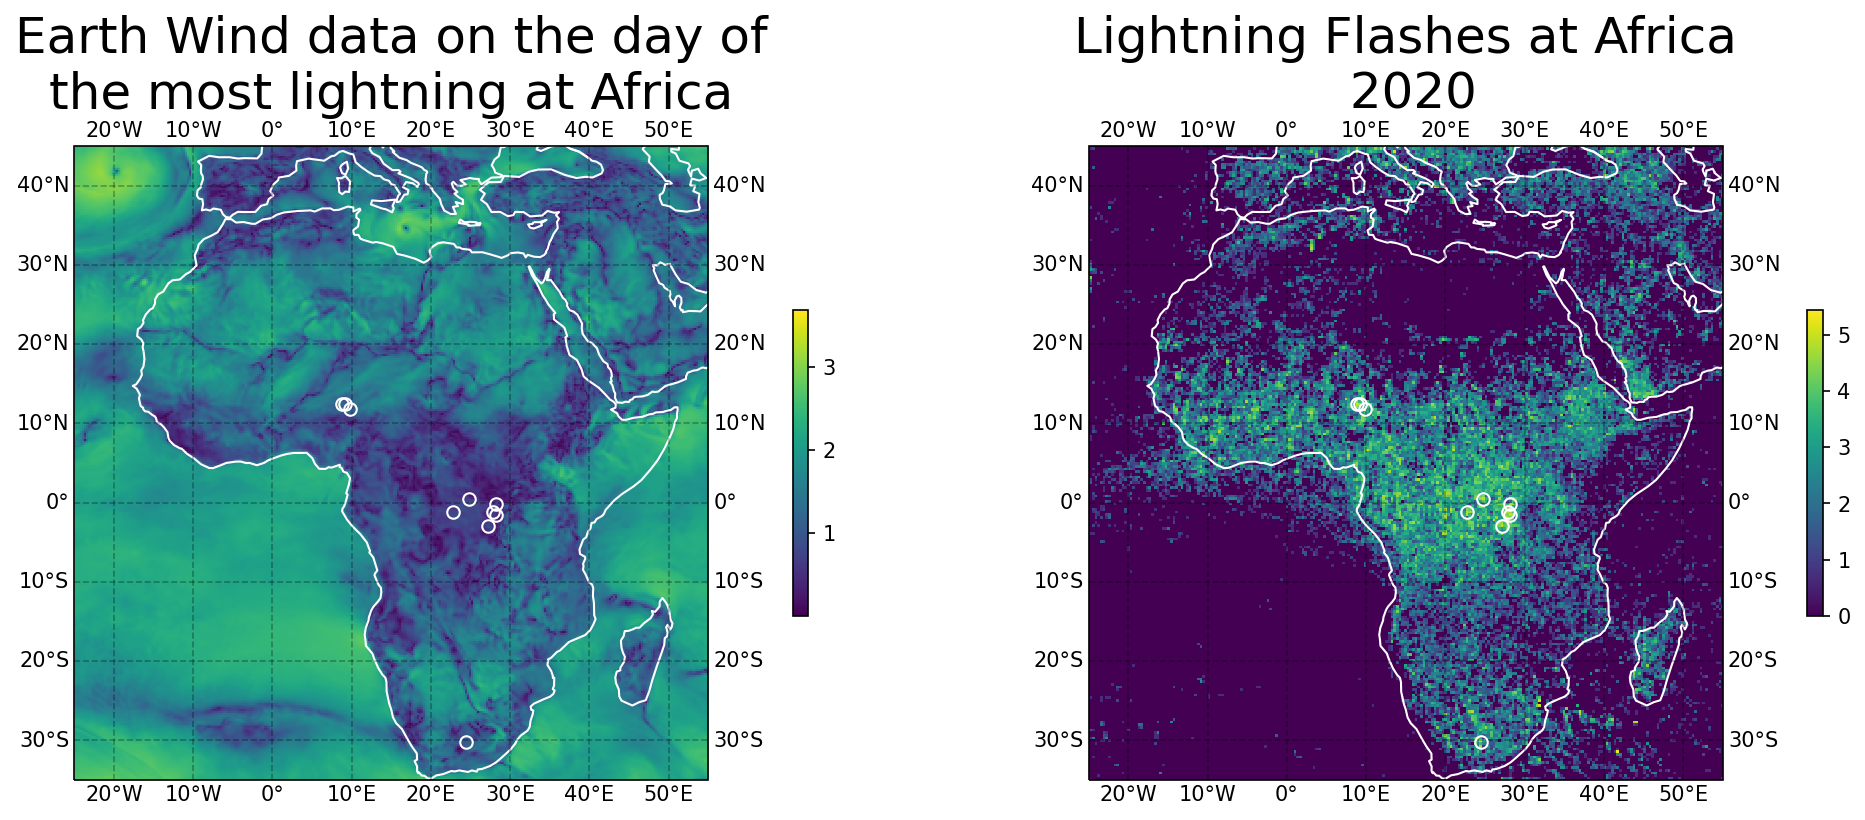 Earth Wind data on the day of
the most lightning at Africa
20°W 10°W 0° 10°E 20°E 30°E 40°E 50°E
40°N 40°N
30°N 30°N
20°N 20°N
10°N 10°N
0° 0°
10°S 10°S
20°S 20°S
30°S 30°S
20°W 10°W 0° 10°E 20°E 30°E 40°E 50°E
3
2
1
Lightning Flashes at Africa
2020
20°W 10°W 0° 10°E 20°E 30°E 40°E 50°E
40°N 40°N
30°N 30°N
20°N 20°N
10°N 10°N
0° 0°
10°S 10°S
20°S 20°S
30°S 30°S
20°W 10°W 0° 10°E 20°E 30°E 40°E 50°E
5
4
3
2
1
0